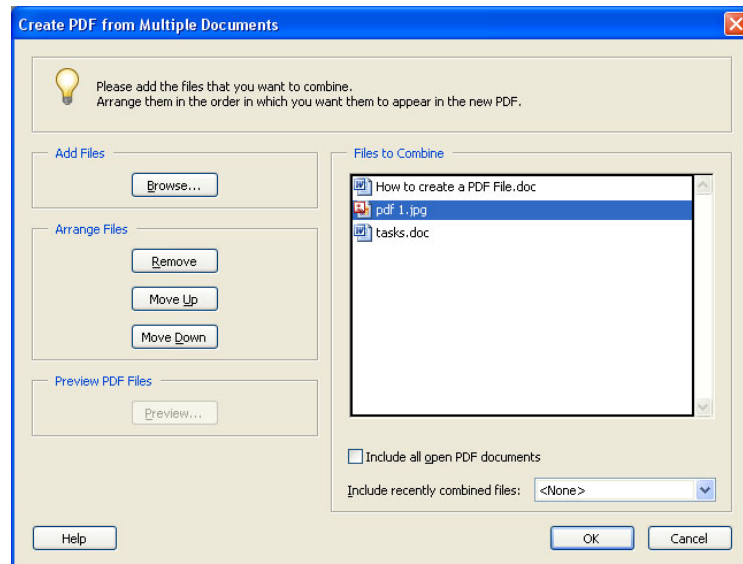 Create PDF from Multiple Documents
Please add the files that you want to combine.
Arrange them in the order in which you want them to appear in the new PDF.
Add Files
Browse...
Arrange Files
Remove
Move Up
Move Down
Preview PDF Files
Preview...
Files to Combine
How to create a PDF File.doc
pdf 1.jpg
tasks.doc
Include all open PDF documents
Include recently combined files: <None>
Help
OK
Cancel